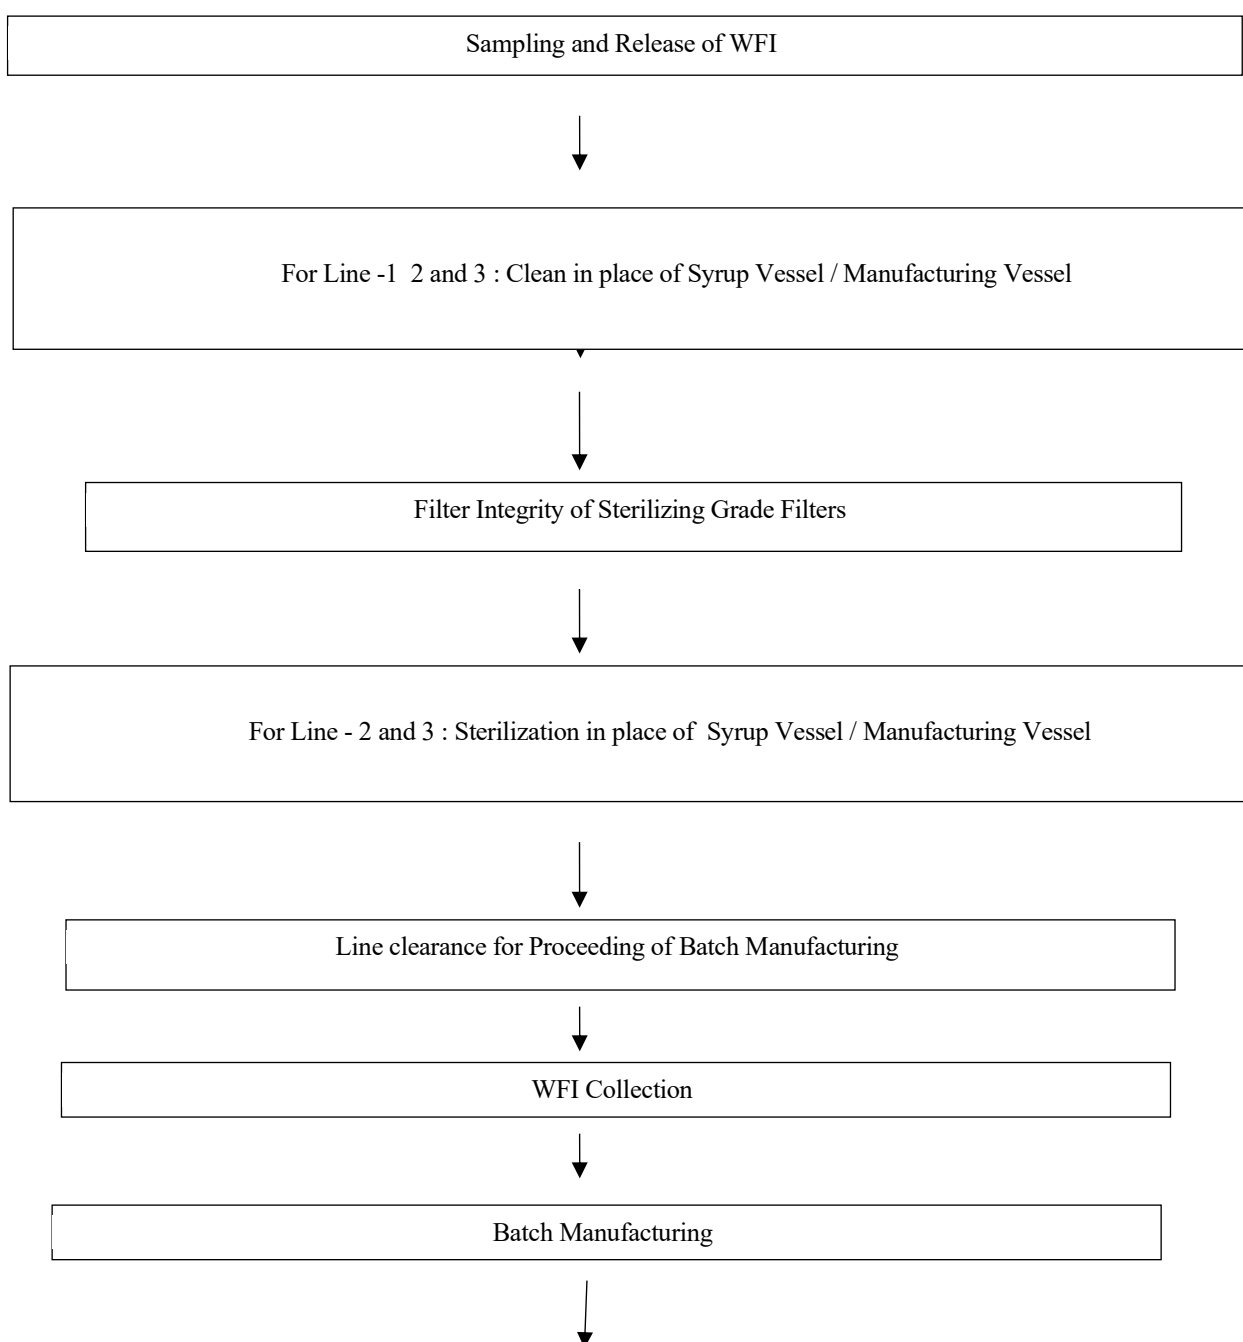 Sampling and Release of WFI
For Line -1  2 and 3 : Clean in place of Syrup Vessel / Manufacturing Vessel
Filter Integrity of Sterilizing Grade Filters
For Line - 2 and 3 : Sterilization in place of  Syrup Vessel / Manufacturing Vessel
Line clearance for Proceeding of Batch Manufacturing
WFI Collection
Batch Manufacturing